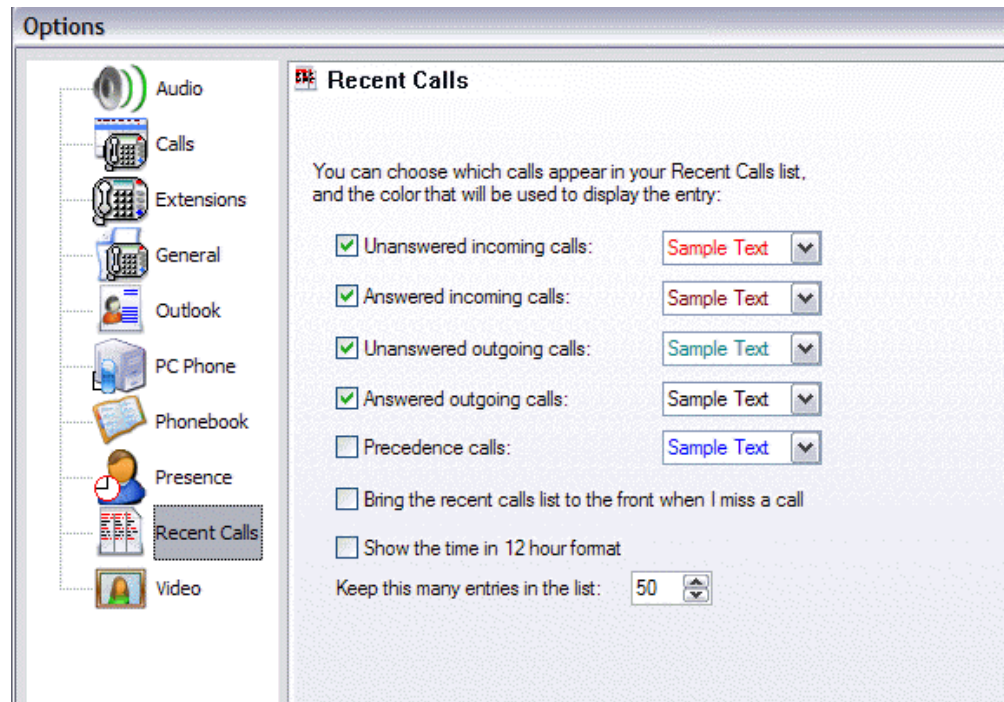 Options
Audio
Calls
Extensions
General
Outlook
PC Phone
Phonebook
Presence
Recent Calls
Video
Recent Calls
You can choose which calls appear in your Recent Calls list,
and the color that will be used to display the entry:
Unanswered incoming calls: Sample Text
Answered incoming calls: Sample Text
Unanswered outgoing calls: Sample Text
Answered outgoing calls: Sample Text
Precedence calls: Sample Text
Bring the recent calls list to the front when I miss a call
Show the time in 12 hour format
Keep this many entries in the list: 50